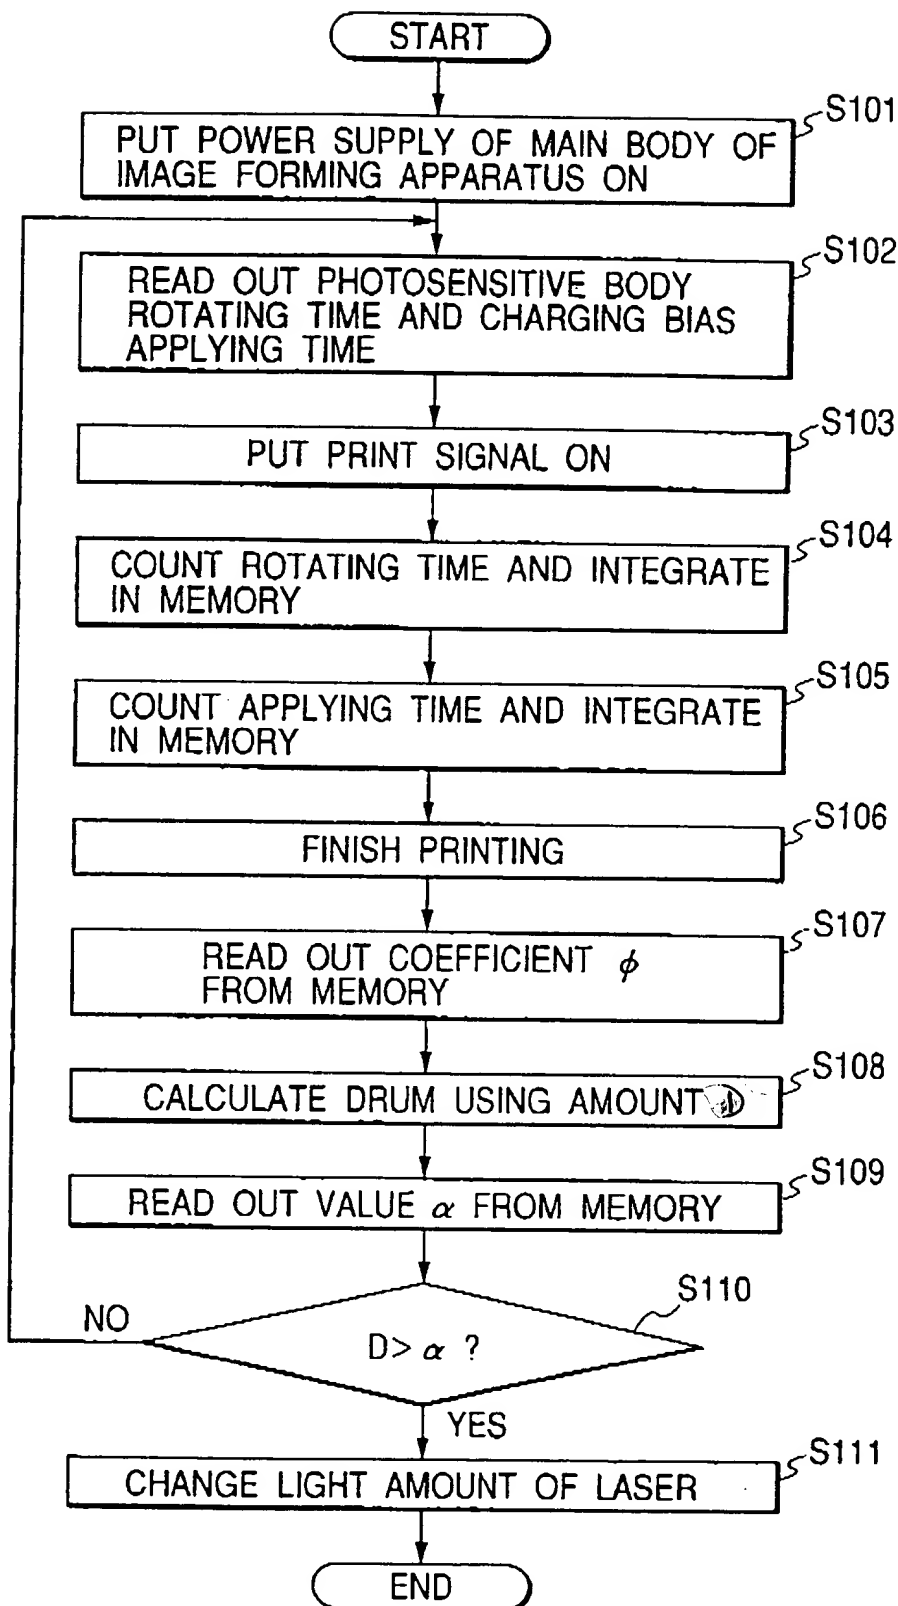 START
S101
PUT POWER SUPPLY OF MAIN BODY OF
IMAGE FORMING APPARATUS ON
S102
READ OUT PHOTOSENSITIVE BODY
ROTATING TIME AND CHARGING BIAS
APPLYING TIME
S103
PUT PRINT SIGNAL ON
S104
COUNT ROTATING TIME AND INTEGRATE
IN MEMORY
S105
COUNT APPLYING TIME AND INTEGRATE
IN MEMORY
S106
FINISH PRINTING
S107
READ OUT COEFFICIENT ϕ
FROM MEMORY
S108
CALCULATE DRUM USING AMOUNT D
S109
READ OUT VALUE α FROM MEMORY
S110
NO
D> α ?
YES
S111
CHANGE LIGHT AMOUNT OF LASER
END